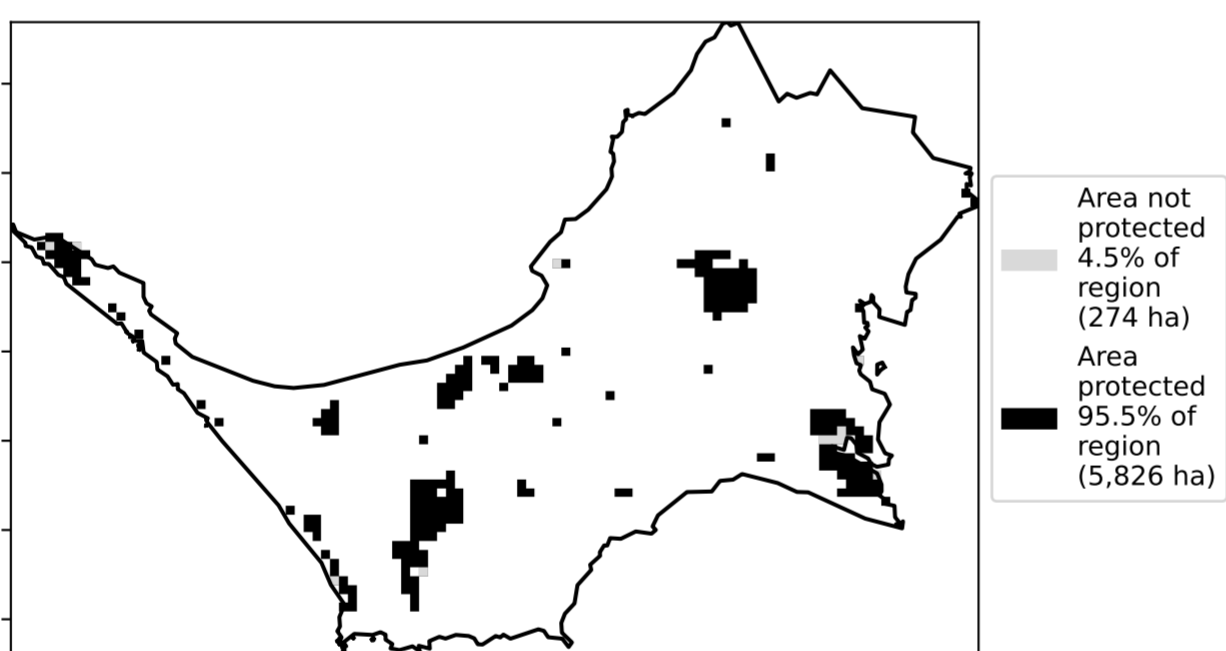 Area not
protected
4.5% of
region
(274 ha)
Area
protected
95.5% of
region
(5,826 ha)